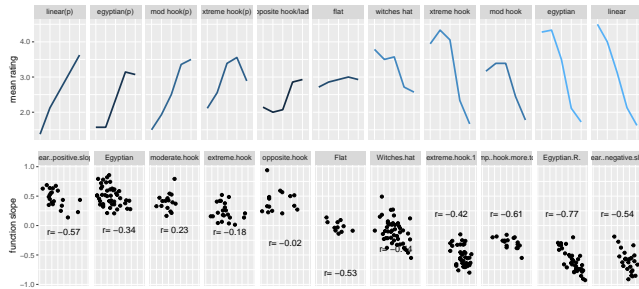 linear(p) egyptian(p) mod hook(p) xtreme hook(p) pposite hook/lad flat witches hat xtreme hook mod hook egyptian linear
mean rating
4.0
3.0
2.0
ear..positive.slop Egyptian moderate.hook extreme.hook opposite.hook Flat Witches.hat extreme.hook.1 mp..hook.more.to Egyptian.R. ear..negative.sl
function slope
1.0
0.5
0.0
−0.5
−1.0
r= −0.57 r= −0.34 r= 0.23 r= −0.18 r= −0.02 r= −0.53 r= −0.42 r= −0.61 r= −0.77 r= −0.54